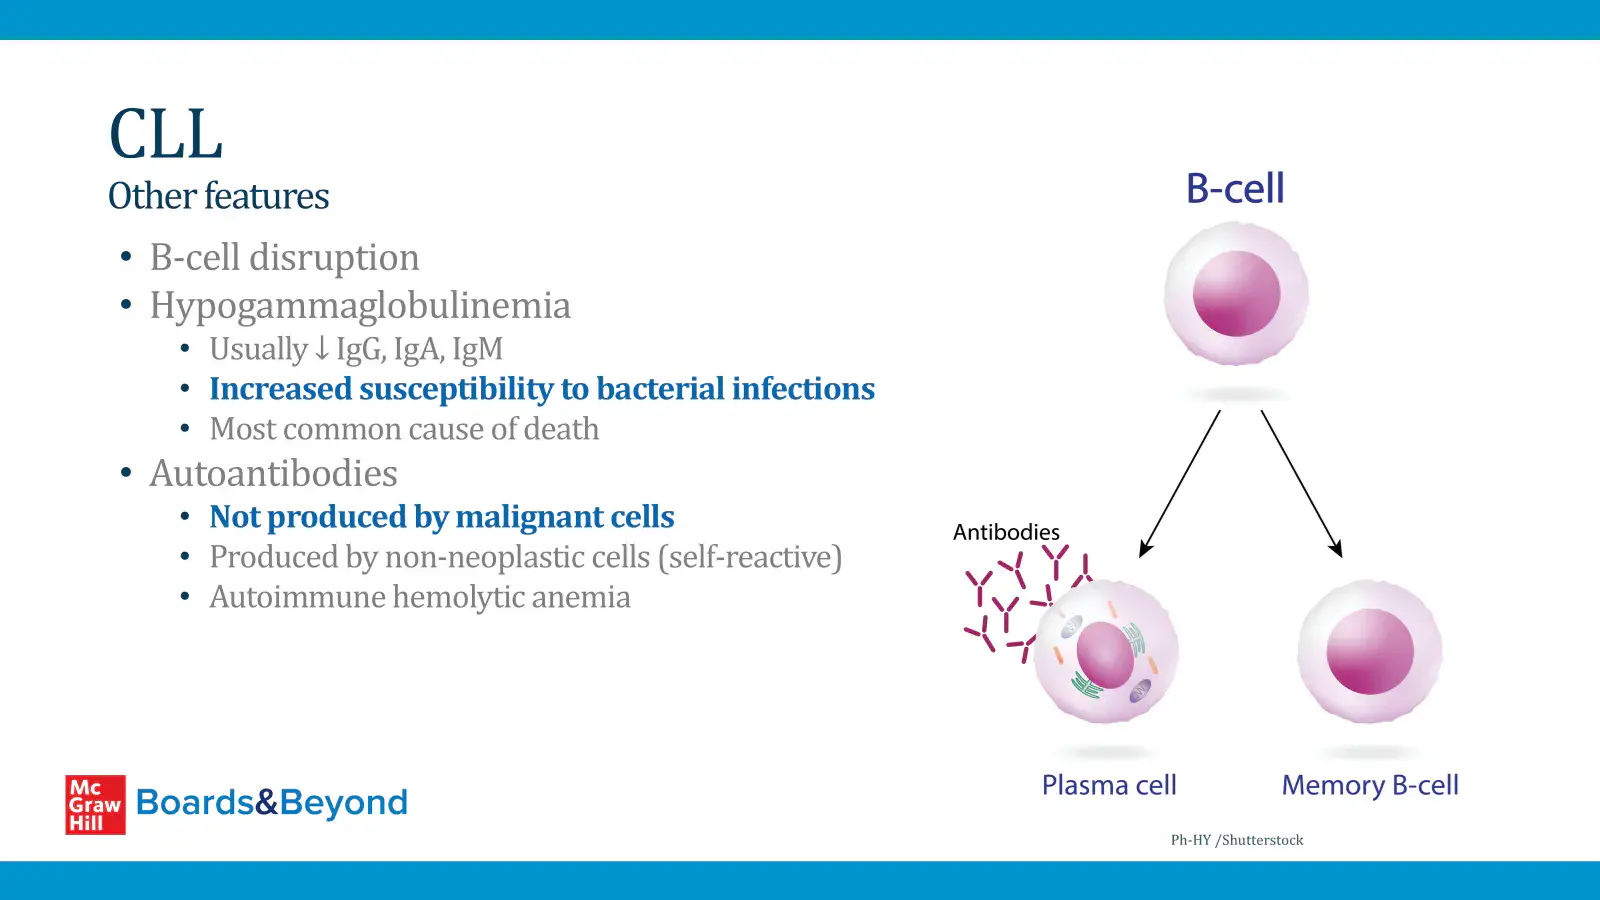 CLL
Other features
• B-cell disruption
• Hypogammaglobulinemia
• Usually ↓ IgG, IgA, IgM
• Increased susceptibility to bacterial infections
• Most common cause of death
• Autoantibodies
• Not produced by malignant cells
• Produced by non-neoplastic cells (self-reactive)
• Autoimmune hemolytic anemia
B-cell
Antibodies
Plasma cell
Memory B-cell
Ph-HY /Shutterstock
Mc
Graw
Hill
Boards&Beyond